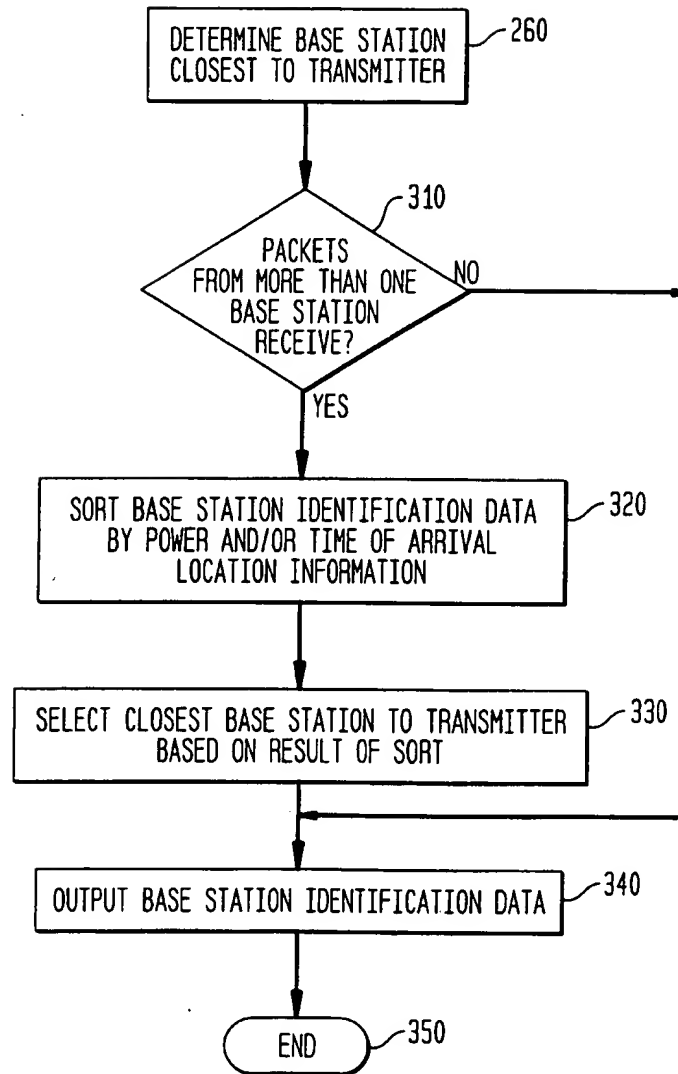 DETERMINE BASE STATION
CLOSEST TO TRANSMITTER
260
310
PACKETS
FROM MORE THAN ONE
BASE STATION
RECEIVE?
NO
YES
SORT BASE STATION IDENTIFICATION DATA
BY POWER AND/OR TIME OF ARRIVAL
LOCATION INFORMATION
320
SELECT CLOSEST BASE STATION TO TRANSMITTER
BASED ON RESULT OF SORT
330
OUTPUT BASE STATION IDENTIFICATION DATA
340
END
350